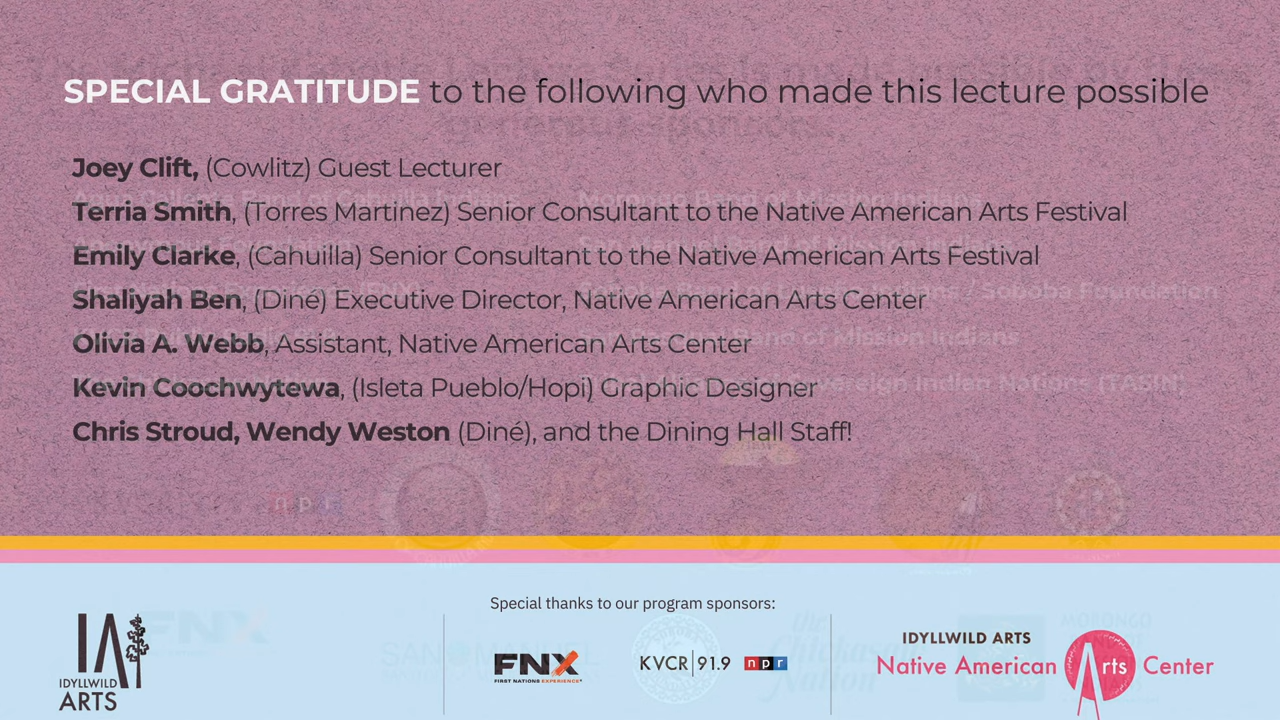 SPECIAL GRATITUDE to the following who made this lecture possible
Joey Clift, (Cowlitz) Guest Lecturer
Terria Smith, (Torres Martinez) Senior Consultant to the Native American Arts Festival
Emily Clarke, (Cahuilla) Senior Consultant to the Native American Arts Festival
Shaliyah Ben, (Diné) Executive Director, Native American Arts Center
Olivia A. Webb, Assistant, Native American Arts Center
Kevin Coochwytewa, (Isleta Pueblo/Hopi) Graphic Designer
Chris Stroud, Wendy Weston (Diné), and the Dining Hall Staff!
npr
Special thanks to our program sponsors:
IA
IDYLLWILD
ARTS
FNX
FIRST NATIONS EXPERIENCE
KVCR 91.9 npr
IDYLLWILD ARTS
Native American Arts Center
FNX